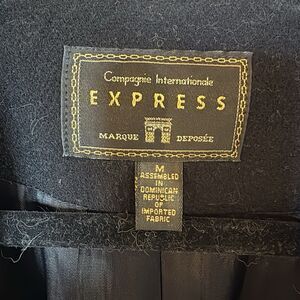 Compagnie Internationale
EXPRESS
MARQUE DEPOSÉE
M
ASSEMBLED
IN
DOMINICAN
REPUBLIC
OF
IMPORTED
FABRIC